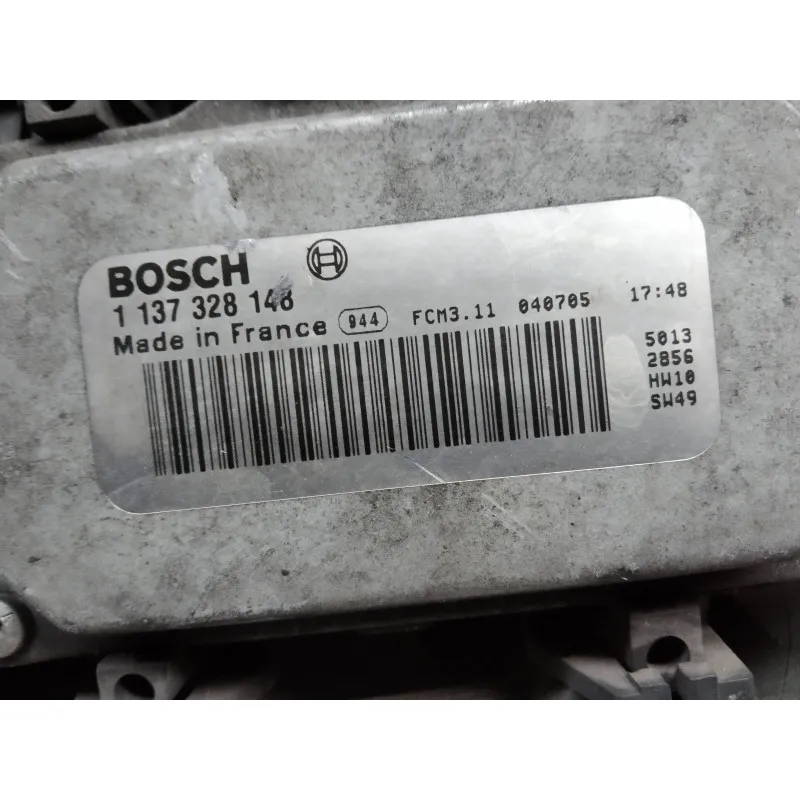 BOSCH
1 137 328 148
Made in France 944 FCM3.11 040705 17:48
5013
2856
HW10
SW49